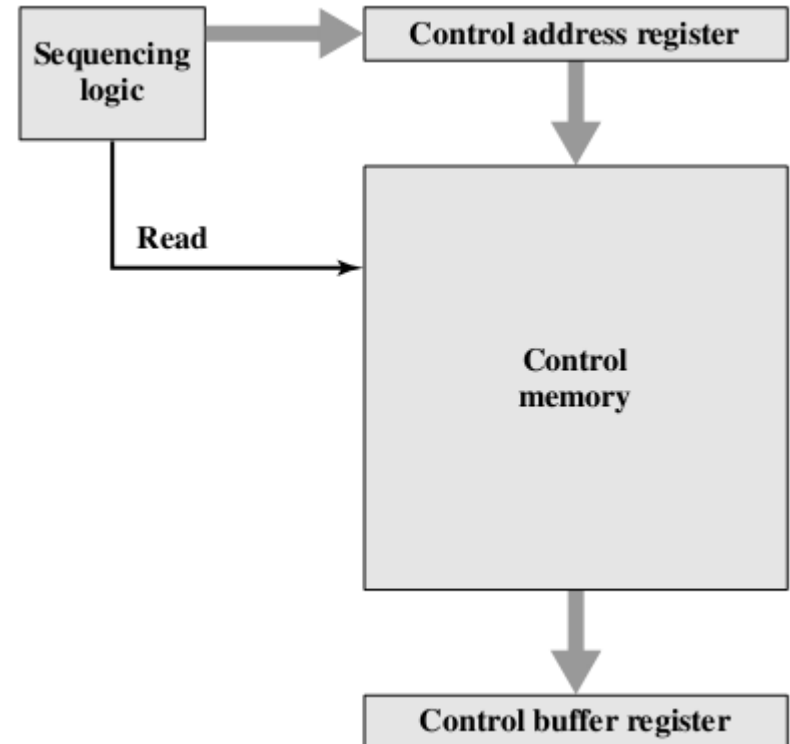 Sequencing
logic
Control address register
Read
Control
memory
Control buffer register